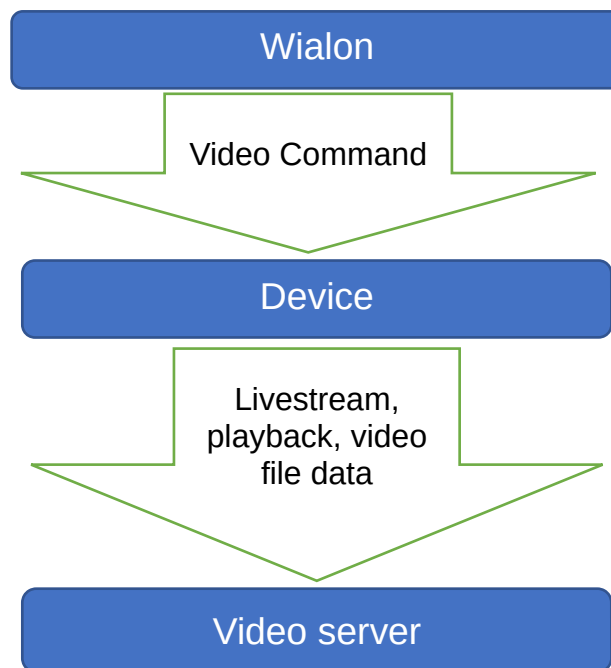 Wialon
Video Command
Device
Livestream,
playback, video
file data
Video server